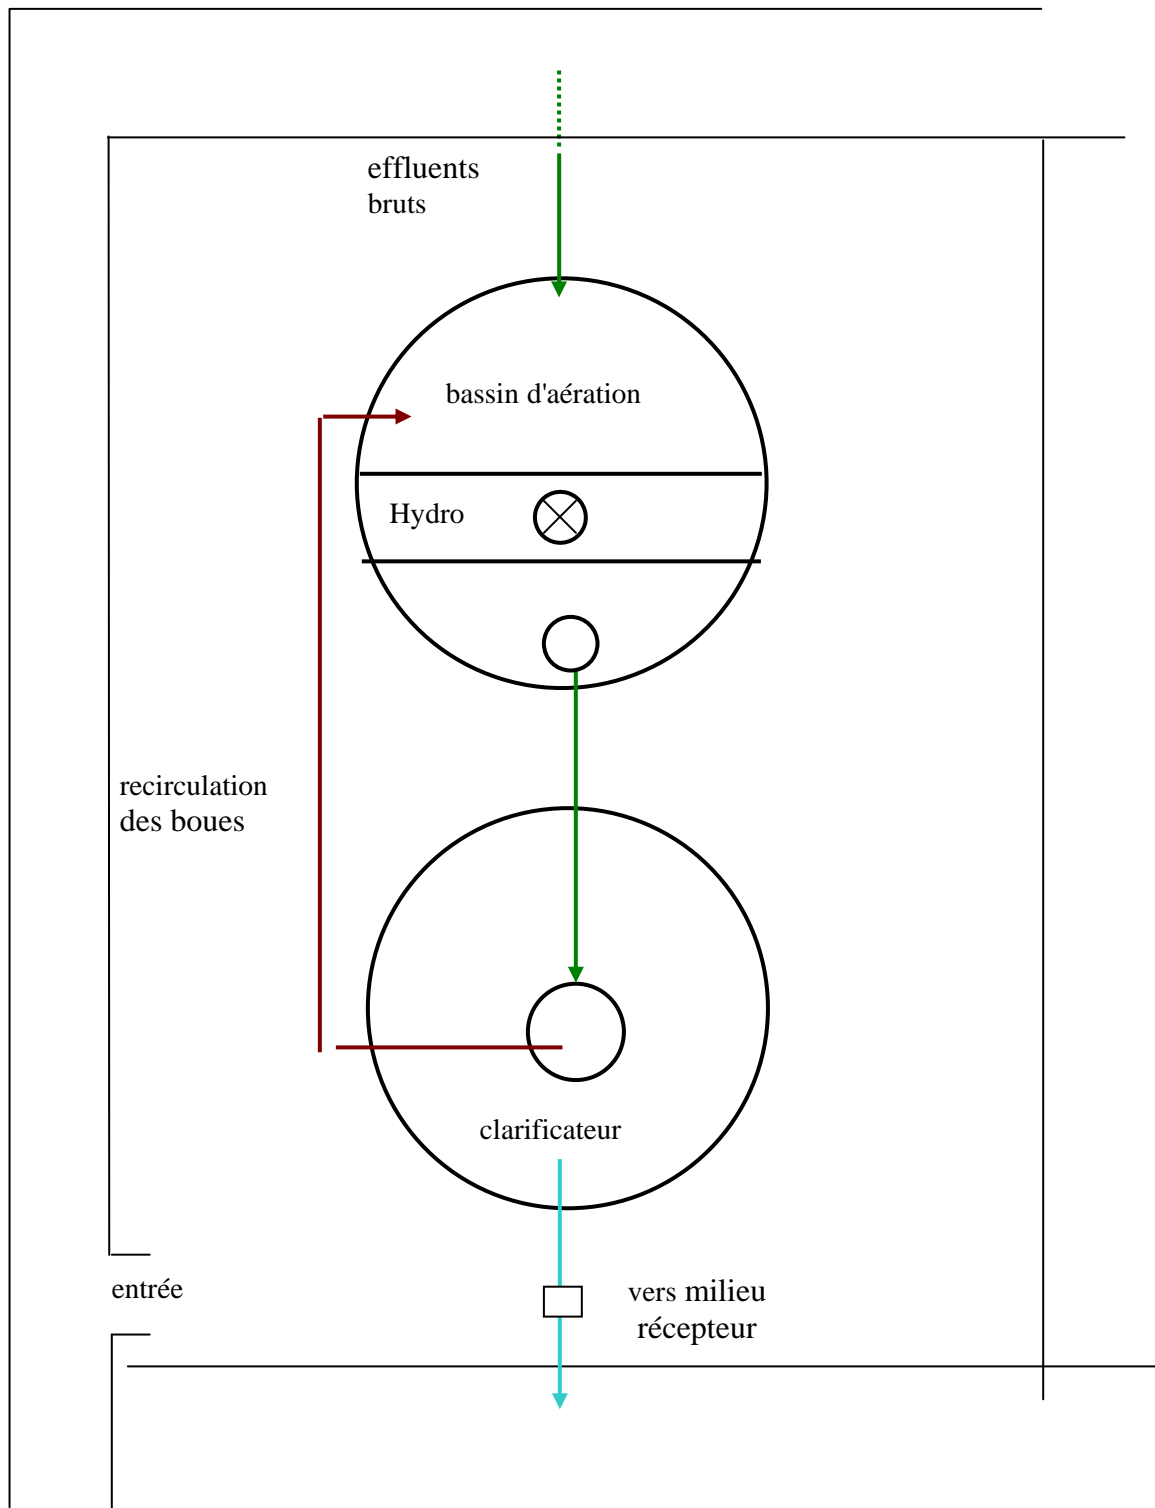 effluents
bruts
bassin d'aération
Hydro
recirculation
des boues
clarificateur
entrée
vers milieu
récepteur